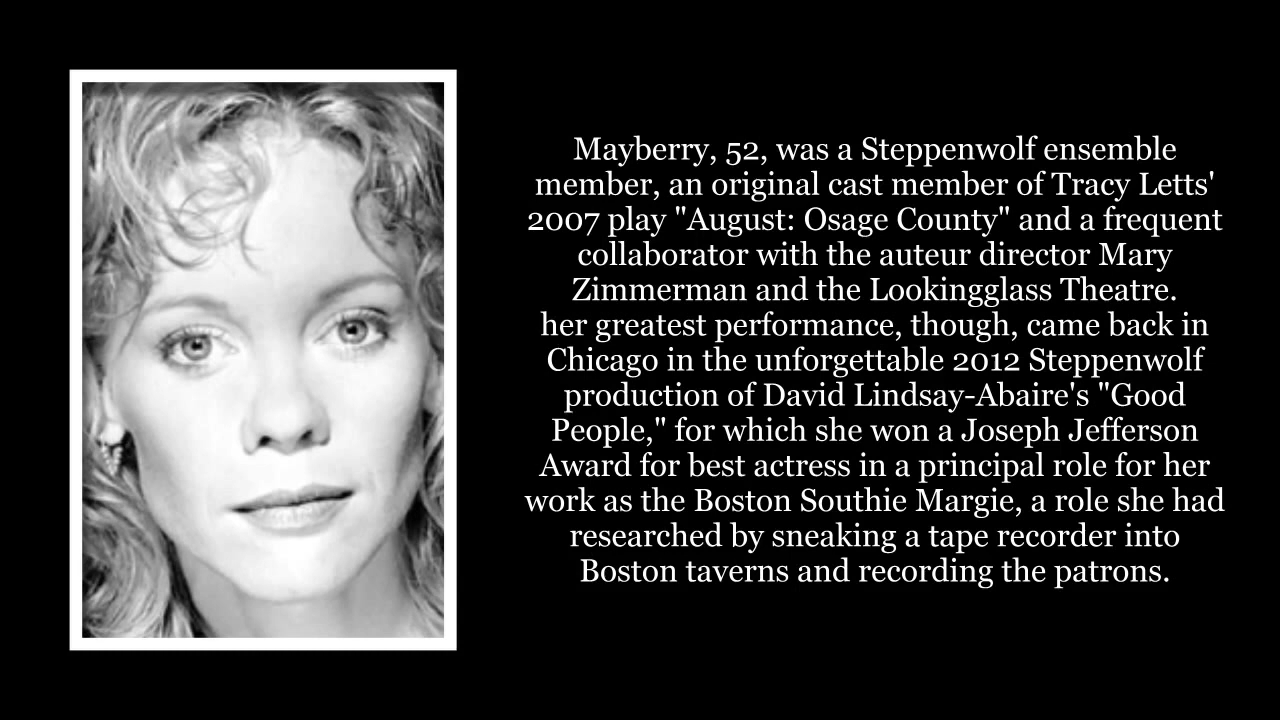 Mayberry, 52, was a Steppenwolf ensemble
member, an original cast member of Tracy Letts'
2007 play "August: Osage County" and a frequent
collaborator with the auteur director Mary
Zimmerman and the Lookingglass Theatre.
her greatest performance, though, came back in
Chicago in the unforgettable 2012 Steppenwolf
production of David Lindsay-Abaire's "Good
People," for which she won a Joseph Jefferson
Award for best actress in a principal role for her
work as the Boston Southie Margie, a role she had
researched by sneaking a tape recorder into
Boston taverns and recording the patrons.